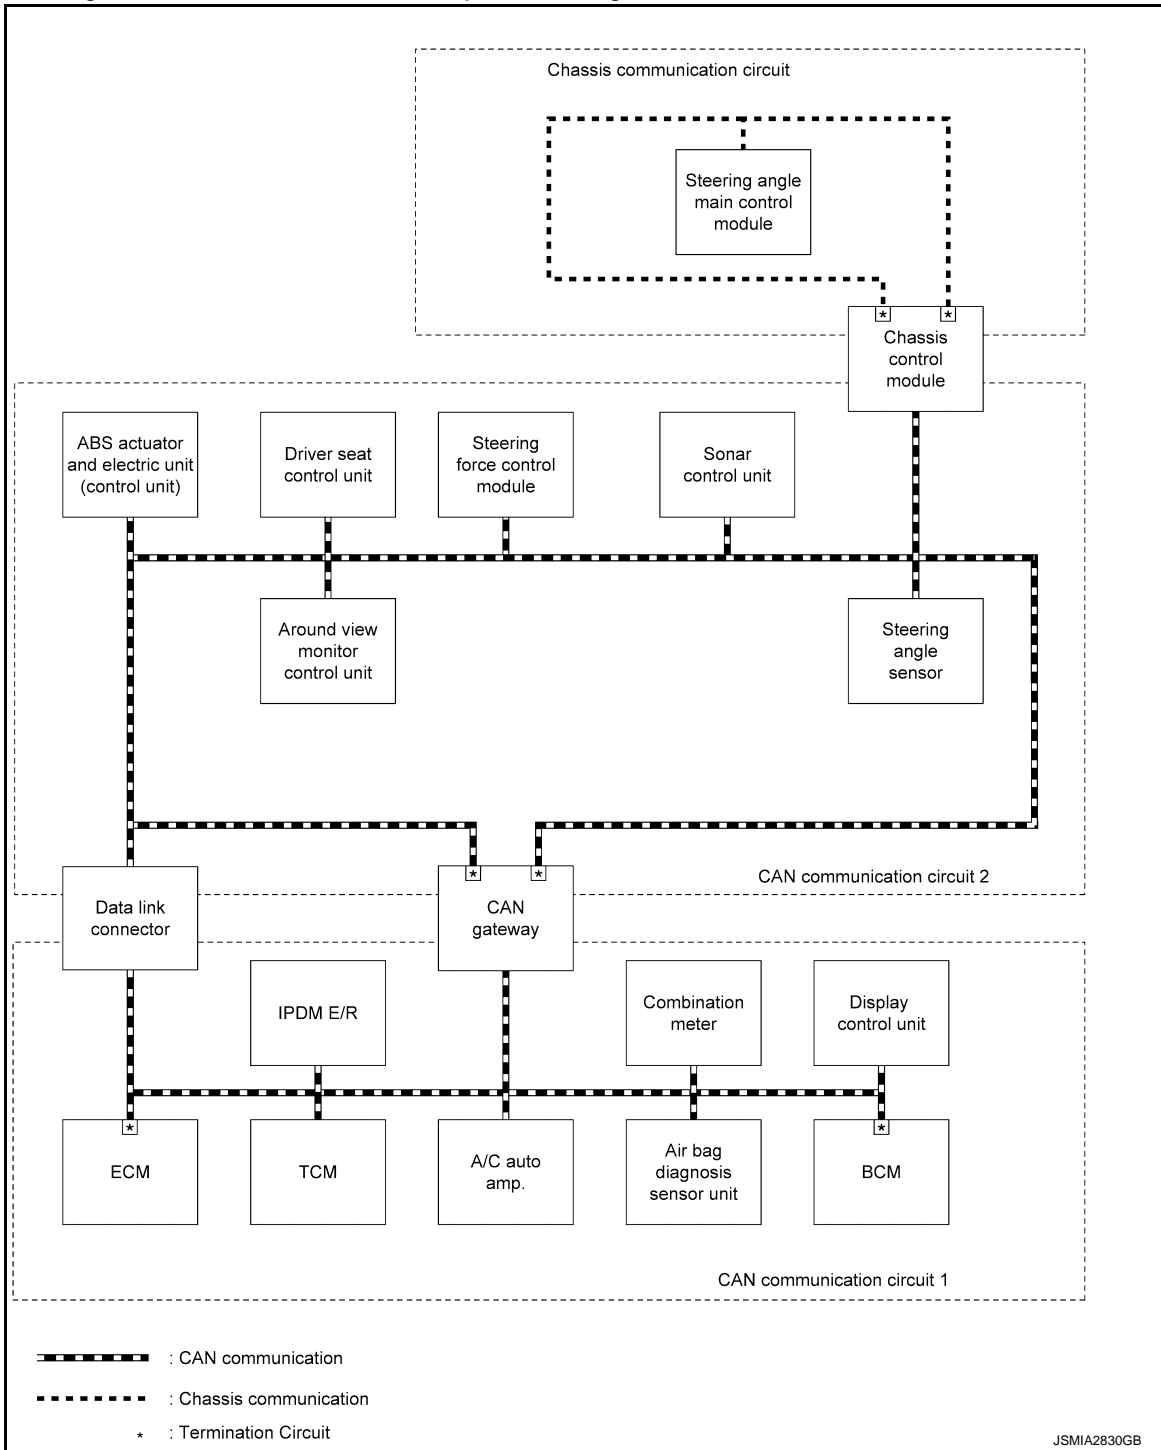 Chassis communication circuit
Steering angle
main control
module
*
*
Chassis
control
module
ABS actuator
and electric unit
(control unit)
Driver seat
control unit
Steering
force control
module
Sonar
control unit
Around view
monitor
control unit
Steering
angle
sensor
*
*
CAN communication circuit 2
Data link
connector
CAN
gateway
IPDM E/R
Combination
meter
Display
control unit
*
ECM
TCM
A/C auto
amp.
Air bag
diagnosis
sensor unit
*
BCM
CAN communication circuit 1
: CAN communication
: Chassis communication
* : Termination Circuit
JSMIA2830GB